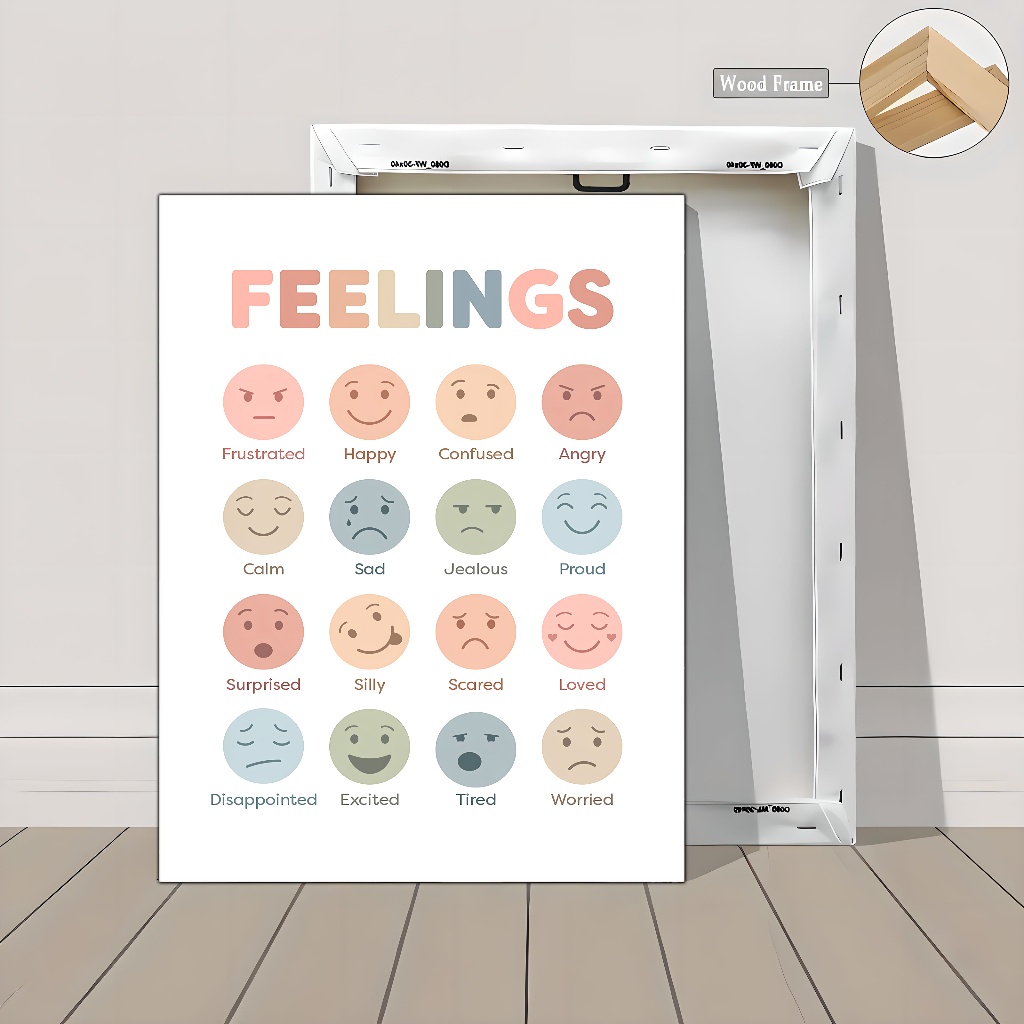 Wood Frame
FEELINGS
Frustrated Happy Confused Angry
Calm Sad Jealous Proud
Surprised Silly Scared Loved
Disappointed Excited Tired Worried